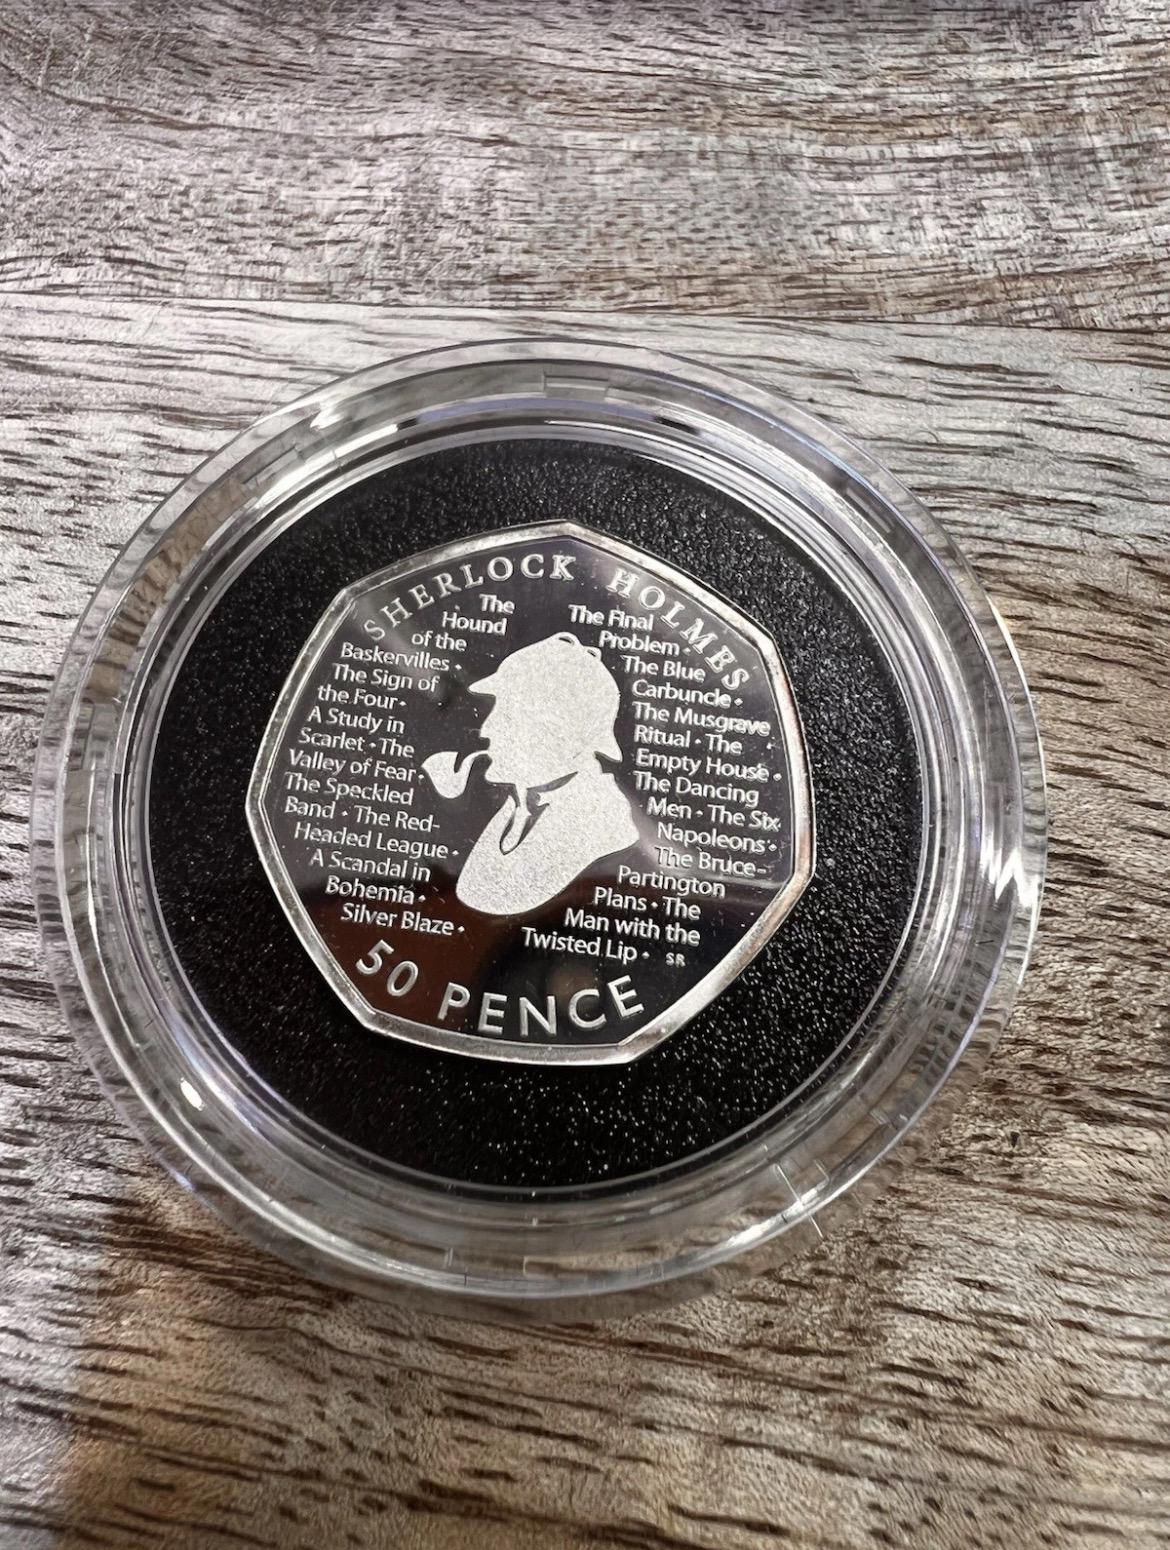 SHERLOCK HOLMES
The
Hound
of the
Baskervilles •
The Sign of
the Four •
A Study in
Scarlet • The
Valley of Fear •
The Speckled
Band • The Red-
Headed League •
A Scandal in
Bohemia •
Silver Blaze •
The Final
Problem •
The Blue
Carbuncle •
The Musgrave
Ritual • The
Empty House •
The Dancing
Men • The Six
Napoleons •
The Bruce-
Partington
Plans • The
Man with the
Twisted Lip •
SR
50 PENCE